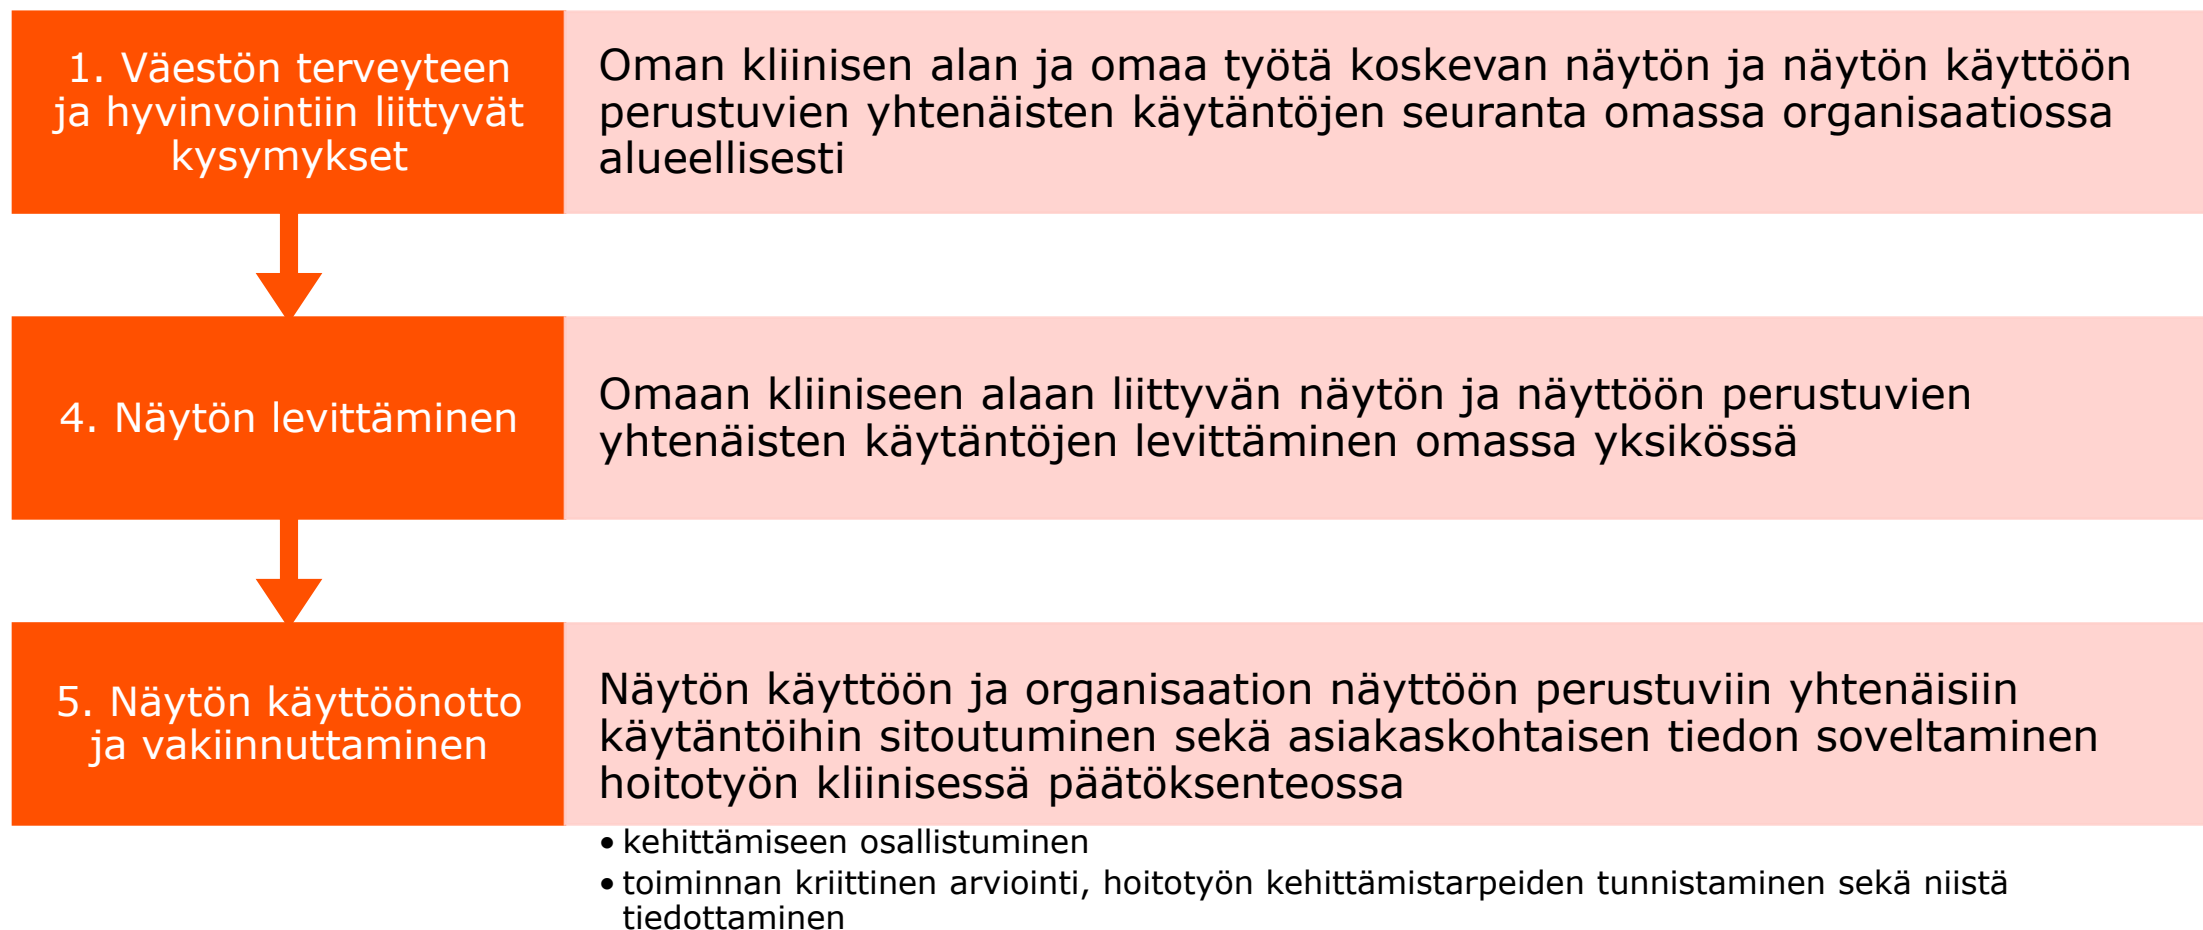 1. Väestön terveyteen
ja hyvinvointiin liittyvät
kysymykset
Oman kliinisen alan ja omaa työtä koskevan näytön ja näytön käyttöön
perustuvien yhtenäisten käytäntöjen seuranta omassa organisaatiossa
alueellisesti
4. Näytön levittäminen
Omaan kliiniseen alaan liittyvän näytön ja näyttöön perustuvien
yhtenäisten käytäntöjen levittäminen omassa yksikössä
5. Näytön käyttöönotto
ja vakiinnuttaminen
Näytön käyttöön ja organisaation näyttöön perustuviin yhtenäisiin
käytäntöihin sitoutuminen sekä asiakaskohtaisen tiedon soveltaminen
hoitotyön kliinisessä päätöksenteossa
• kehittämiseen osallistuminen
• toiminnan kriittinen arviointi, hoitotyön kehittämistarpeiden tunnistaminen sekä niistä
tiedottaminen